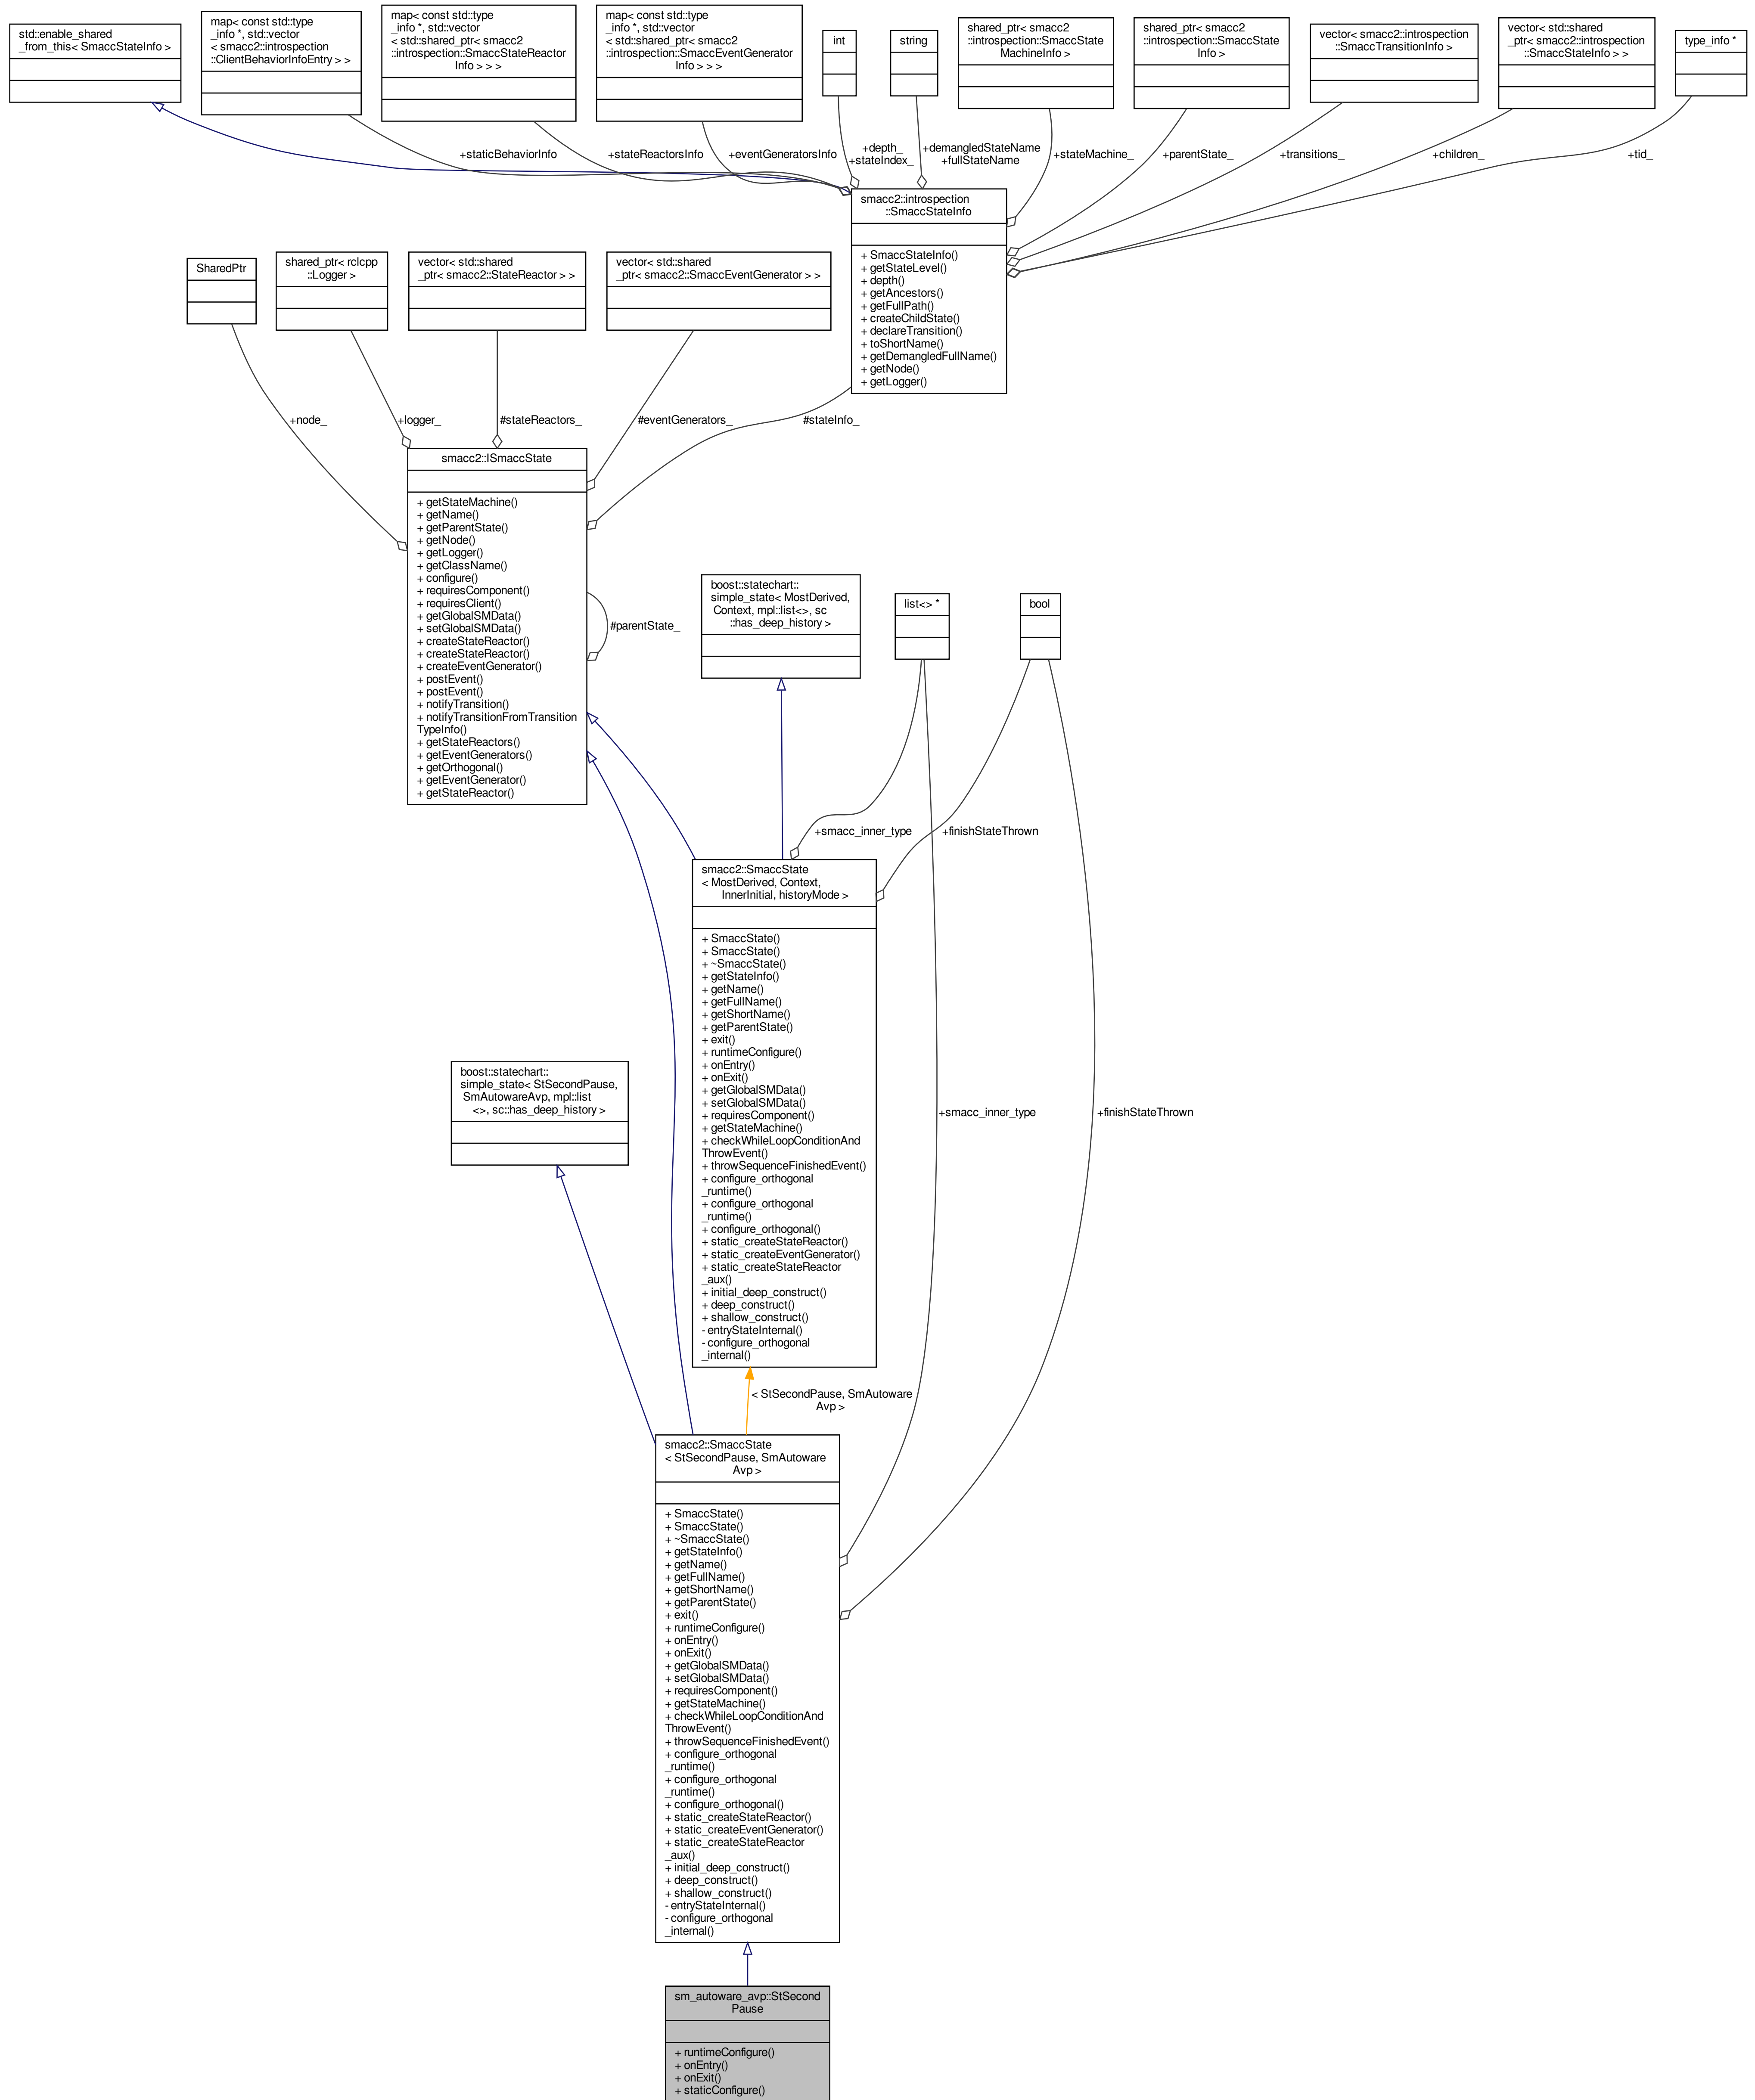 std::enable_shared
_from_this< SmaccStateInfo >
map< const std::type
_info *, std::vector
< smacc2::introspection
::ClientBehaviorInfoEntry > >
map< const std::type
_info *, std::vector
< std::shared_ptr< smacc2
::introspection::SmaccStateReactor
Info > > >
map< const std::type
_info *, std::vector
< std::shared_ptr< smacc2
::introspection::SmaccEventGenerator
Info > > >
int
string
shared_ptr< smacc2
::introspection::SmaccState
MachineInfo >
shared_ptr< smacc2
::introspection::SmaccState
Info >
vector< smacc2::introspection
::SmaccTransitionInfo >
vector< std::shared
_ptr< smacc2::introspection
::SmaccStateInfo > >
type_info *
+staticBehaviorInfo
+stateReactorsInfo
+eventGeneratorsInfo
+depth_
+stateIndex_
+demangledStateName
+fullStateName
+stateMachine_
+parentState_
+transitions_
+children_
+tid_
smacc2::introspection
::SmaccStateInfo
+ SmaccStateInfo()
+ getStateLevel()
+ depth()
+ getAncestors()
+ getFullPath()
+ createChildState()
+ declareTransition()
+ toShortName()
+ getDemangledFullName()
+ getNode()
+ getLogger()
SharedPtr
shared_ptr< rclcpp
::Logger >
vector< std::shared
_ptr< smacc2::StateReactor > >
vector< std::shared
_ptr< smacc2::SmaccEventGenerator > >
+node_
+logger_
#stateReactors_
#eventGenerators_
#stateInfo_
smacc2::ISmaccState
+ getStateMachine()
+ getName()
+ getParentState()
+ getNode()
+ getLogger()
+ getClassName()
+ configure()
+ requiresComponent()
+ requiresClient()
+ getGlobalSMData()
+ setGlobalSMData()
+ createStateReactor()
+ createStateReactor()
+ createEventGenerator()
+ postEvent()
+ postEvent()
+ notifyTransition()
+ notifyTransitionFromTransition
TypeInfo()
+ getStateReactors()
+ getEventGenerators()
+ getOrthogonal()
+ getEventGenerator()
+ getStateReactor()
#parentState_
boost::statechart::
simple_state< MostDerived,
Context, mpl::list<>, sc
::has_deep_history >
list<> *
bool
+smacc_inner_type
+finishStateThrown
smacc2::SmaccState
< MostDerived, Context,
InnerInitial, historyMode >
+ SmaccState()
+ SmaccState()
+ ~SmaccState()
+ getStateInfo()
+ getName()
+ getFullName()
+ getShortName()
+ getParentState()
+ exit()
+ runtimeConfigure()
+ onEntry()
+ onExit()
+ getGlobalSMData()
+ setGlobalSMData()
+ requiresComponent()
+ getStateMachine()
+ checkWhileLoopConditionAnd
ThrowEvent()
+ throwSequenceFinishedEvent()
+ configure_orthogonal
_runtime()
+ configure_orthogonal
_runtime()
+ configure_orthogonal()
+ static_createStateReactor()
+ static_createEventGenerator()
+ static_createStateReactor
_aux()
+ initial_deep_construct()
+ deep_construct()
+ shallow_construct()
- entryStateInternal()
- configure_orthogonal
_internal()
boost::statechart::
simple_state< StSecondPause,
SmAutowareAvp, mpl::list
<>, sc::has_deep_history >
+smacc_inner_type
+finishStateThrown
< StSecondPause, SmAutoware
Avp >
smacc2::SmaccState
< StSecondPause, SmAutoware
Avp >
+ SmaccState()
+ SmaccState()
+ ~SmaccState()
+ getStateInfo()
+ getName()
+ getFullName()
+ getShortName()
+ getParentState()
+ exit()
+ runtimeConfigure()
+ onEntry()
+ onExit()
+ getGlobalSMData()
+ setGlobalSMData()
+ requiresComponent()
+ getStateMachine()
+ checkWhileLoopConditionAnd
ThrowEvent()
+ throwSequenceFinishedEvent()
+ configure_orthogonal
_runtime()
+ configure_orthogonal
_runtime()
+ configure_orthogonal()
+ static_createStateReactor()
+ static_createEventGenerator()
+ static_createStateReactor
_aux()
+ initial_deep_construct()
+ deep_construct()
+ shallow_construct()
- entryStateInternal()
- configure_orthogonal
_internal()
sm_autoware_avp::StSecond
Pause
+ runtimeConfigure()
+ onEntry()
+ onExit()
+ staticConfigure()